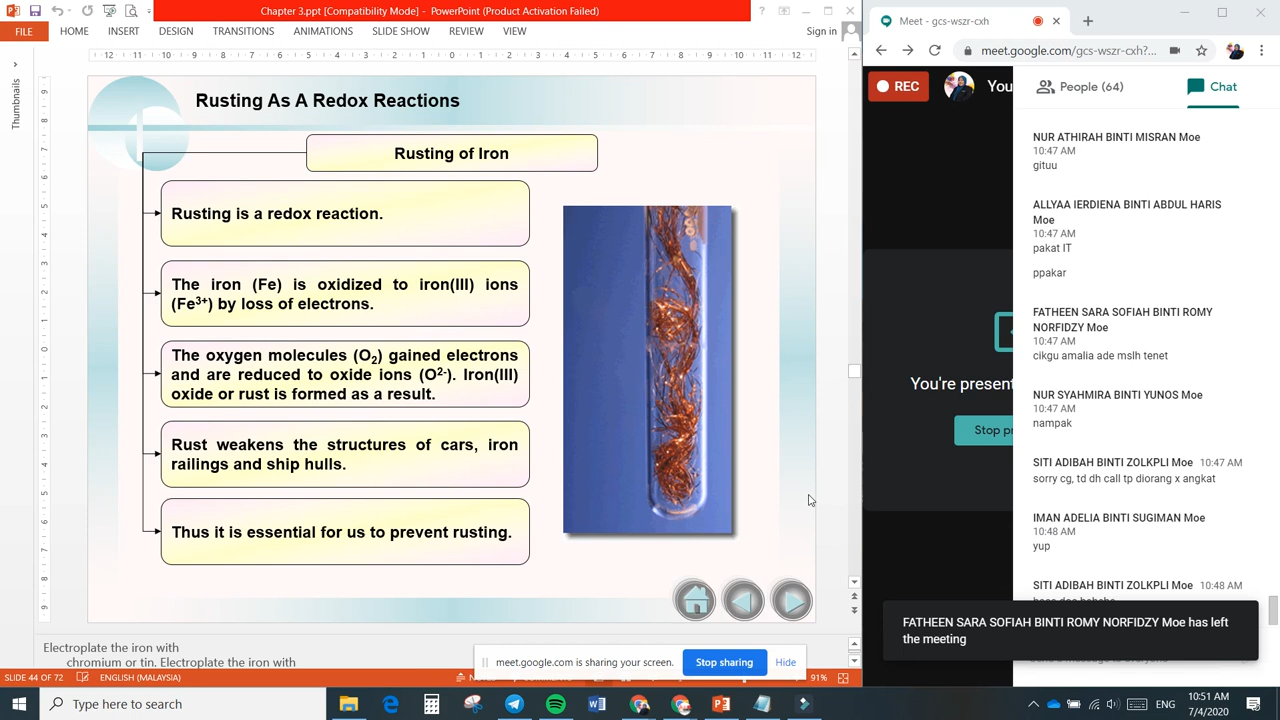 Chapter 3.ppt [Compatibility Mode] - PowerPoint (Product Activation Failed)
FILE
HOME
INSERT
DESIGN
TRANSITIONS
ANIMATIONS
SLIDE SHOW
REVIEW
VIEW
Sign in
Thumbnails
Rusting As A Redox Reactions
Rusting of Iron
Rusting is a redox reaction.
The iron (Fe) is oxidized to iron(III) ions
(Fe3+) by loss of electrons.
The oxygen molecules (O2) gained electrons
and are reduced to oxide ions (O2-). Iron(III)
oxide or rust is formed as a result.
Rust weakens the structures of cars, iron
railings and ship hulls.
Thus it is essential for us to prevent rusting.
Electroplate the iron with
chromium or tin. Electroplate the iron with
meet.google.com is sharing your screen.
Stop sharing
Hide
SLIDE 44 OF 72
ENGLISH (MALAYSIA)
91%
Type here to search
Meet - gcs-wszr-cxh
meet.google.com/gcs-wszr-cxh?...
REC
You
People (64)
Chat
You're present
Stop pr
NUR ATHIRAH BINTI MISRAN Moe
10:47 AM
gituu
ALLYAA IERDIENA BINTI ABDUL HARIS
Moe
10:47 AM
pakat IT
ppakar
FATHEEN SARA SOFIAH BINTI ROMY
NORFIDZY Moe
10:47 AM
cikgu amalia ade mslh tenet
NUR SYAHMIRA BINTI YUNOS Moe
10:47 AM
nampak
SITI ADIBAH BINTI ZOLKPLI Moe 10:47 AM
sorry cg, td dh call tp diorang x angkat
IMAN ADELIA BINTI SUGIMAN Moe
10:48 AM
yup
SITI ADIBAH BINTI ZOLKPLI Moe 10:48 AM
FATHEEN SARA SOFIAH BINTI ROMY NORFIDZY Moe has left
the meeting
ENG
10:51 AM
7/4/2020